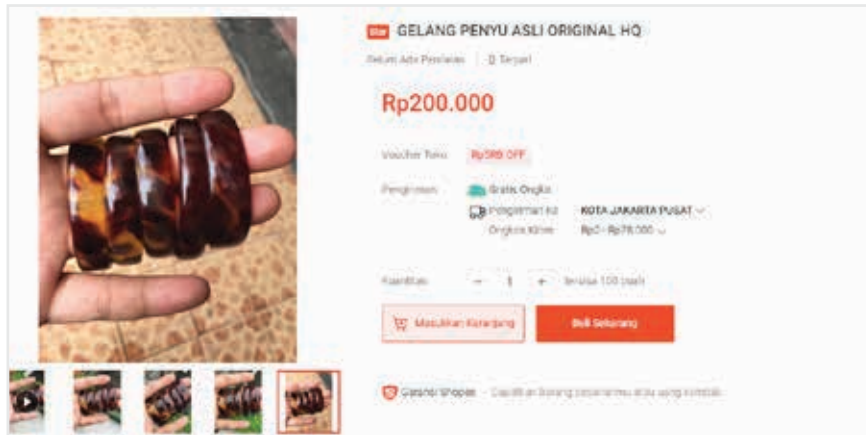 Star GELANG PENYU ASLI ORIGINAL HQ
Belum Ada Penilaian 0 Terjual
Rp200.000
Voucher Toko OFF
Pengiriman Gratis Ongkir
Pengiriman Ke KOTA JAKARTA PUSAT
Ongkos Kirim Rp0 - Rp78.000
Kuantitas - 1 + tersisa 100 buah
Masukkan Keranjang Beli Sekarang
Garansi Shopee